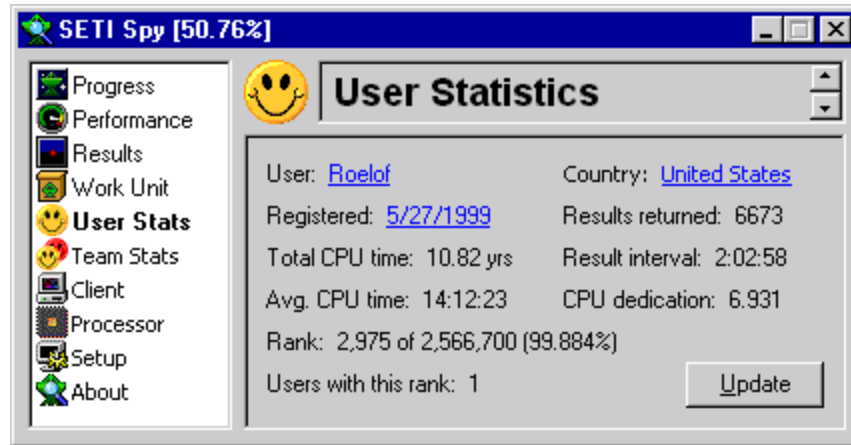 SETI Spy [50.76%]
Progress
Performance
Results
Work Unit
User Stats
Team Stats
Client
Processor
Setup
About
User Statistics
User: Roelof Country: United States
Registered: 5/27/1999 Results returned: 6673
Total CPU time: 10.82 yrs Result interval: 2:02:58
Avg. CPU time: 14:12:23 CPU dedication: 6.931
Rank: 2,975 of 2,566,700 (99.884%)
Users with this rank: 1
Update